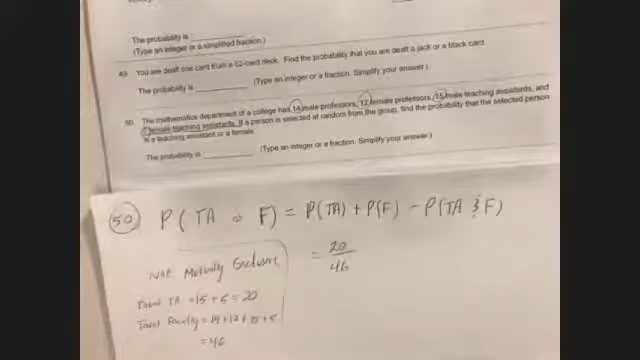 The probability is
(Type an integer or a simplified fraction.)
49. You are dealt one card from a 52-card deck. Find the probability that you are dealt a jack or a black card.
The probability is (Type an integer or a fraction. Simplify your answer.)
50. The mathematics department of a college has 14 male professors, 12 female professors, 15 male teaching assistants, and
5 female teaching assistants. If a person is selected at random from the group, find the probability that the selected person
is a teaching assistant or a female.
The probability is (Type an integer or a fraction. Simplify your answer.)
50 P( TA or F) = P(TA) + P(F) - P(TA & F)
Not Mutually Exclusive
= 20/46
Total TA = 15 + 5 = 20
Total Faculty = 14 + 12 + 15 + 5
= 46